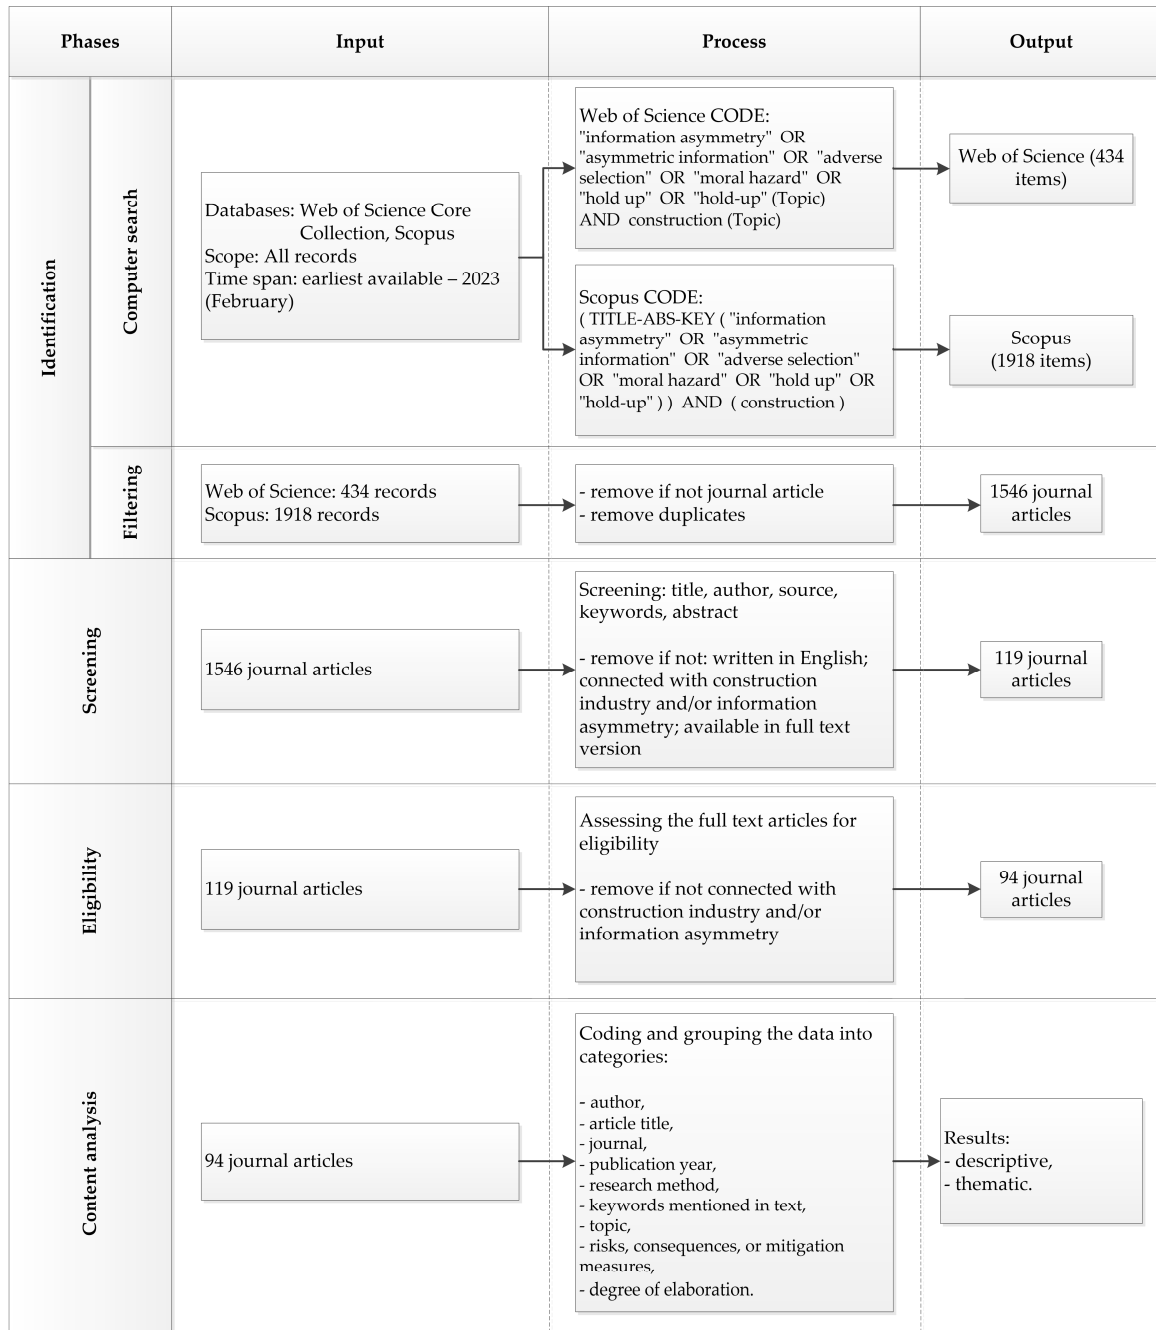 Phases
Input
Process
Output
Identification
Computer search
Databases: Web of Science Core
Collection, Scopus
Scope: All records
Time span: earliest available – 2023
(February)
Web of Science CODE:
"information asymmetry" OR
"asymmetric information" OR "adverse
selection" OR "moral hazard" OR
"hold up" OR "hold-up" (Topic)
AND construction (Topic)
Web of Science (434
items)
Scopus CODE:
( TITLE-ABS-KEY ( "information
asymmetry" OR "asymmetric
information" OR "adverse selection"
OR "moral hazard" OR "hold up" OR
"hold-up" ) ) AND ( construction )
Scopus
(1918 items)
Filtering
Web of Science: 434 records
Scopus: 1918 records
- remove if not journal article
- remove duplicates
1546 journal
articles
Screening
1546 journal articles
Screening: title, author, source,
keywords, abstract
- remove if not: written in English;
connected with construction
industry and/or information
asymmetry; available in full text
version
119 journal
articles
Eligibility
119 journal articles
Assessing the full text articles for
eligibility
- remove if not connected with
construction industry and/or
information asymmetry
94 journal
articles
Content analysis
94 journal articles
Coding and grouping the data into
categories:
- author,
- article title,
- journal,
- publication year,
- research method,
- keywords mentioned in text,
- topic,
- risks, consequences, or mitigation
measures,
- degree of elaboration.
Results:
- descriptive,
- thematic.